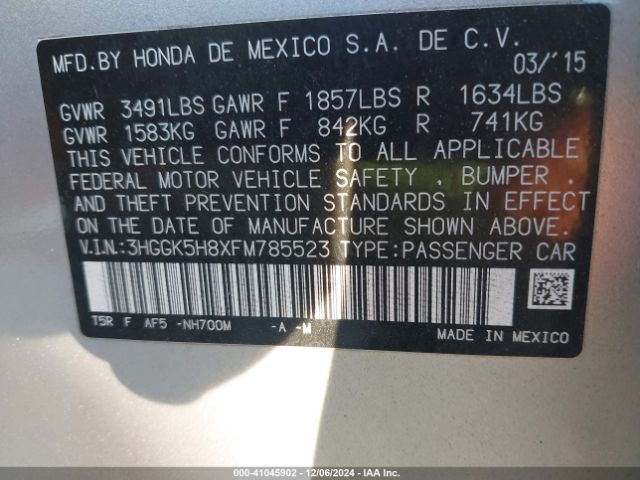 MFD.BY HONDA DE MEXICO S.A. DE C.V.
03/'15
GVWR 3491LBS GAWR F 1857LBS R 1634LBS
GVWR 1583KG GAWR F 842KG R 741KG
THIS VEHICLE CONFORMS TO ALL APPLICABLE
FEDERAL MOTOR VEHICLE SAFETY , BUMPER ,
AND THEFT PREVENTION STANDARDS IN EFFECT
ON THE DATE OF MANUFACTURE SHOWN ABOVE.
V.I.N:3HGGK5H8XFM785523 TYPE:PASSENGER CAR
T5R F AF5 -NH700M -A -M
MADE IN MEXICO
000-41045902 - 12/06/2024 - IAA Inc.